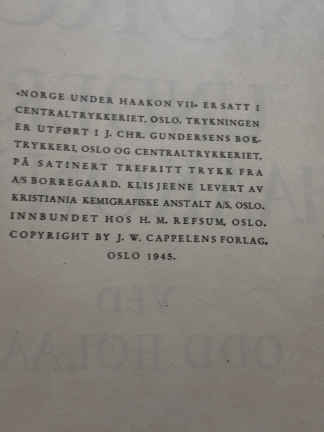 «NORGE UNDER HAAKON VII» ER SATT I
CENTRALTRYKKERIET, OSLO. TRYKNINGEN
ER UTFØRT I J. CHR. GUNDERSENS BOK-
TRYKKERI, OSLO OG CENTRALTRYKKERIET,
PÅ SATINERT TREFRITT TRYKK FRA
A/S BORREGAARD. KLISJEENE LEVERT AV
KRISTIANIA KEMIGRAFISKE ANSTALT A/S, OSLO.
INNBUNDET HOS H. M. REFSUM, OSLO.
COPYRIGHT BY J. W. CAPPELENS FORLAG,
OSLO 1945.